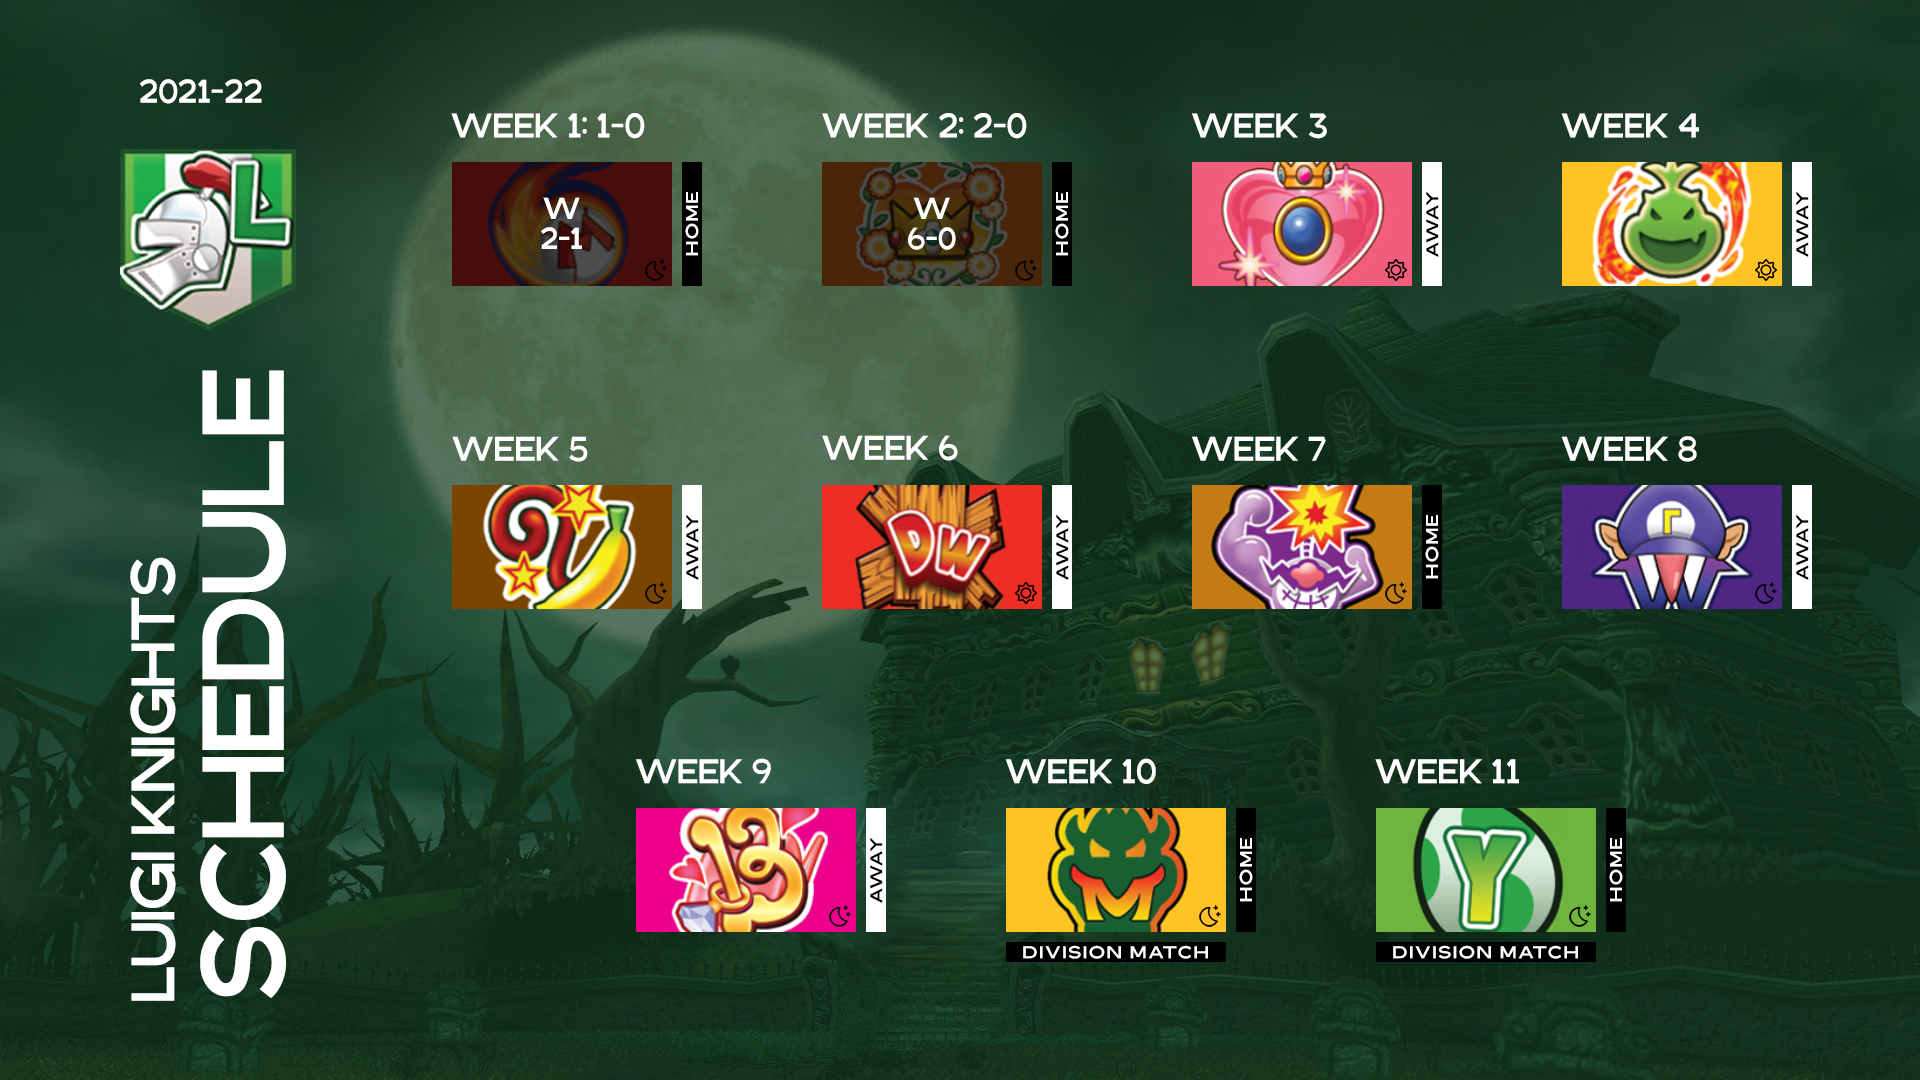 2021-22
L
LUIGI KNIGHTS
SCHEDULE
WEEK 1: 1-0
W
2-1
HOME
WEEK 2: 2-0
W
6-0
HOME
WEEK 3
AWAY
WEEK 4
AWAY
WEEK 5
AWAY
WEEK 6
DW
AWAY
WEEK 7
HOME
WEEK 8
Γ
AWAY
WEEK 9
B
AWAY
WEEK 10
M
HOME
DIVISION MATCH
WEEK 11
Y
HOME
DIVISION MATCH